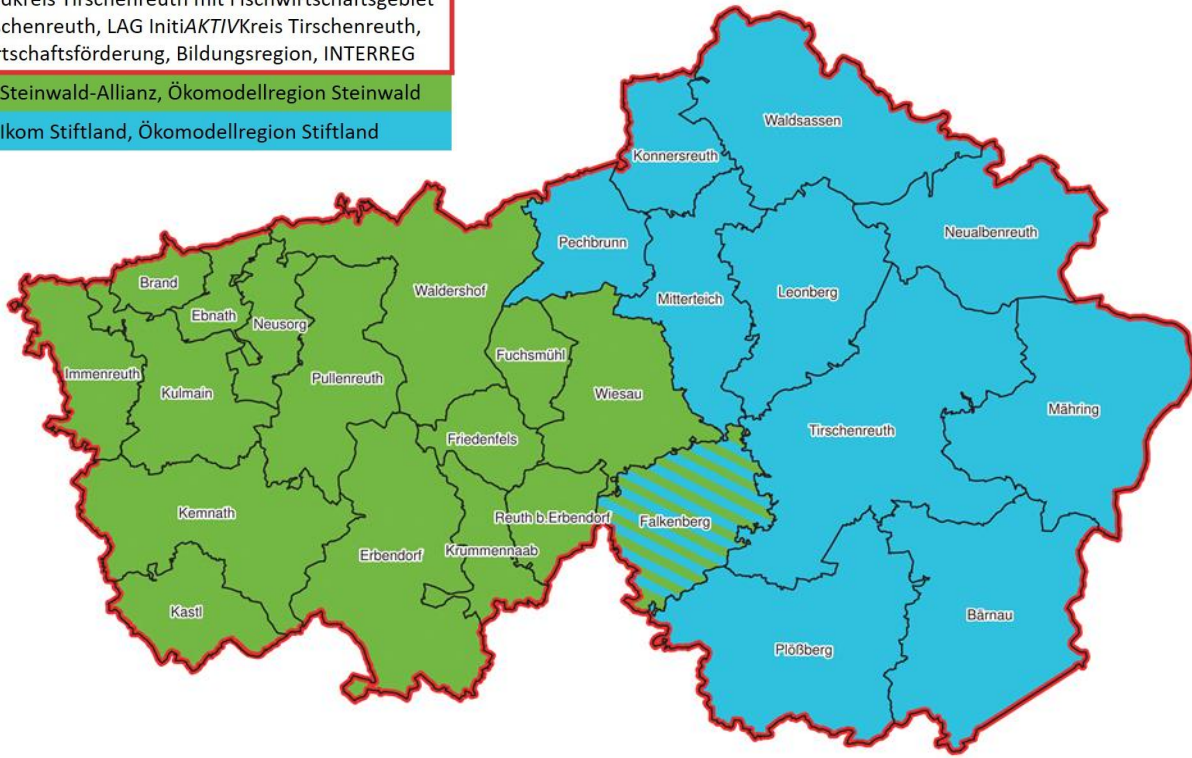 dkreis Tirschenreuth mit Fischwirtschaftsgebiet
chenreuth, LAG InitiAKTIVKreis Tirschenreuth,
rtschaftsförderung, Bildungsregion, INTERREG
Steinwald-Allianz, Ökomodellregion Steinwald
Ikom Stiftland, Ökomodellregion Stiftland
Waldsassen
Konnersreuth
Neualbenreuth
Pechbrunn
Brand
Waldershof
Mitterteich
Leonberg
Ebnath
Neusorg
Fuchsmühl
Immenreuth
Pullenreuth
Kulmain
Wiesau
Mähring
Tirschenreuth
Friedenfels
Kemnath
Reuth b.Erbendorf
Falkenberg
Erbendorf
Krummennaab
Kastl
Bärnau
Plößberg